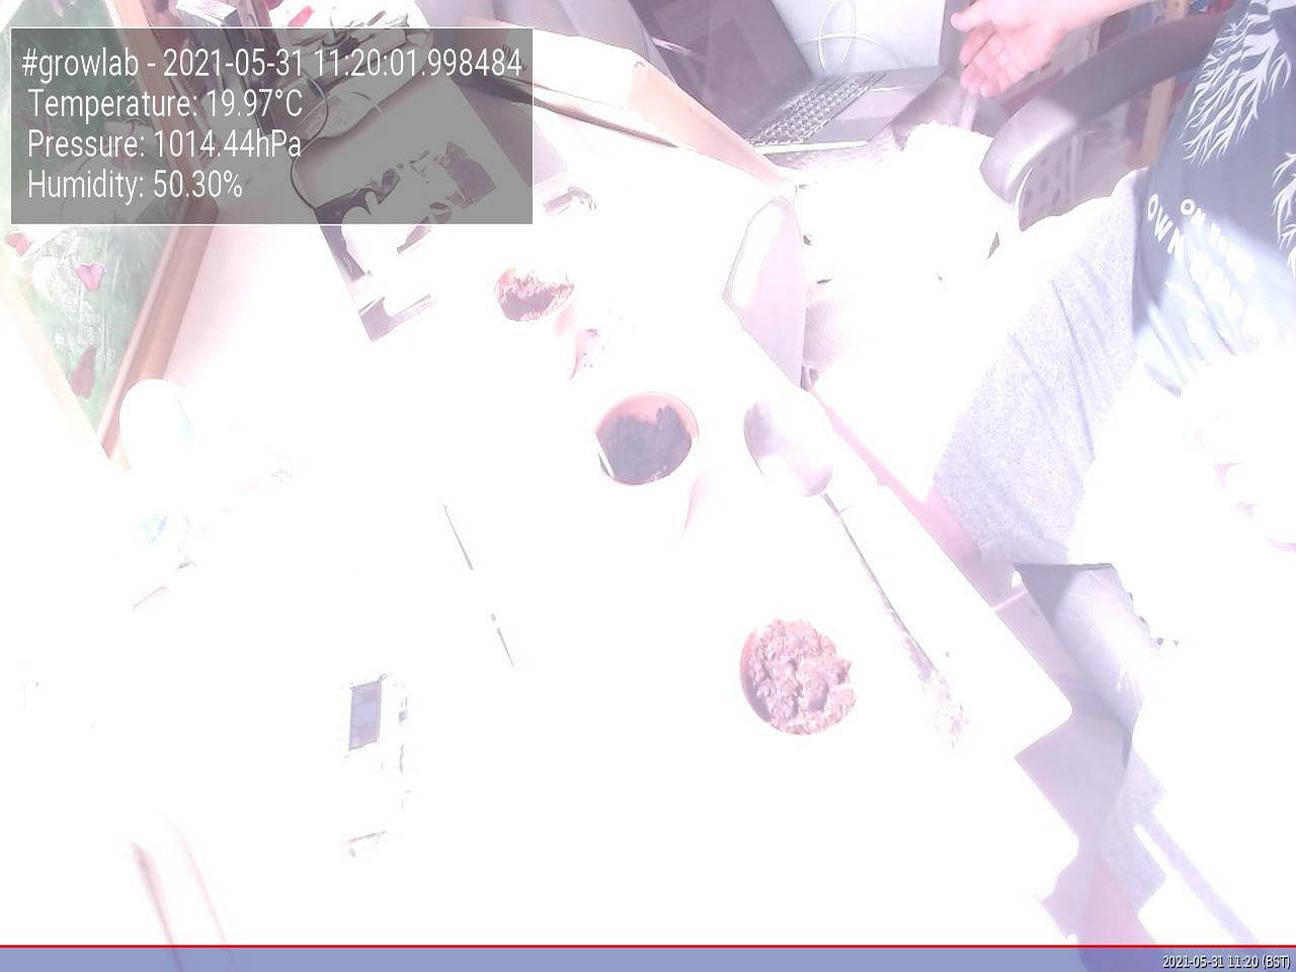 #growlab - 2021-05-31 11:20:01.998484
Temperature: 19.97°C
Pressure: 1014.44hPa
Humidity: 50.30%
OWN
2021-05-31 11:20 (BST)